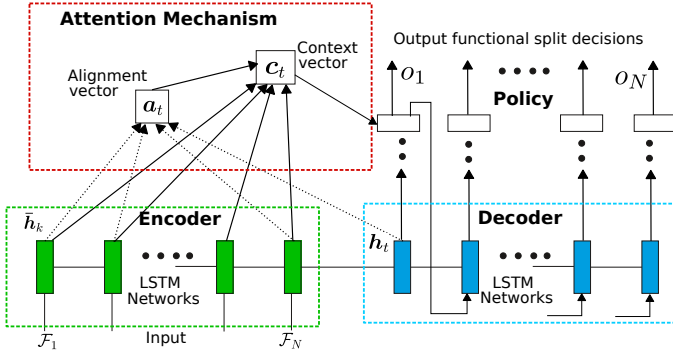 Attention Mechanism
Alignment
vector
a_t
c_t
Context
vector
Output functional split decisions
O_1
Policy
O_N
h̄_k
Encoder
LSTM
Networks
h_t
Decoder
LSTM
Networks
F_1
Input
F_N